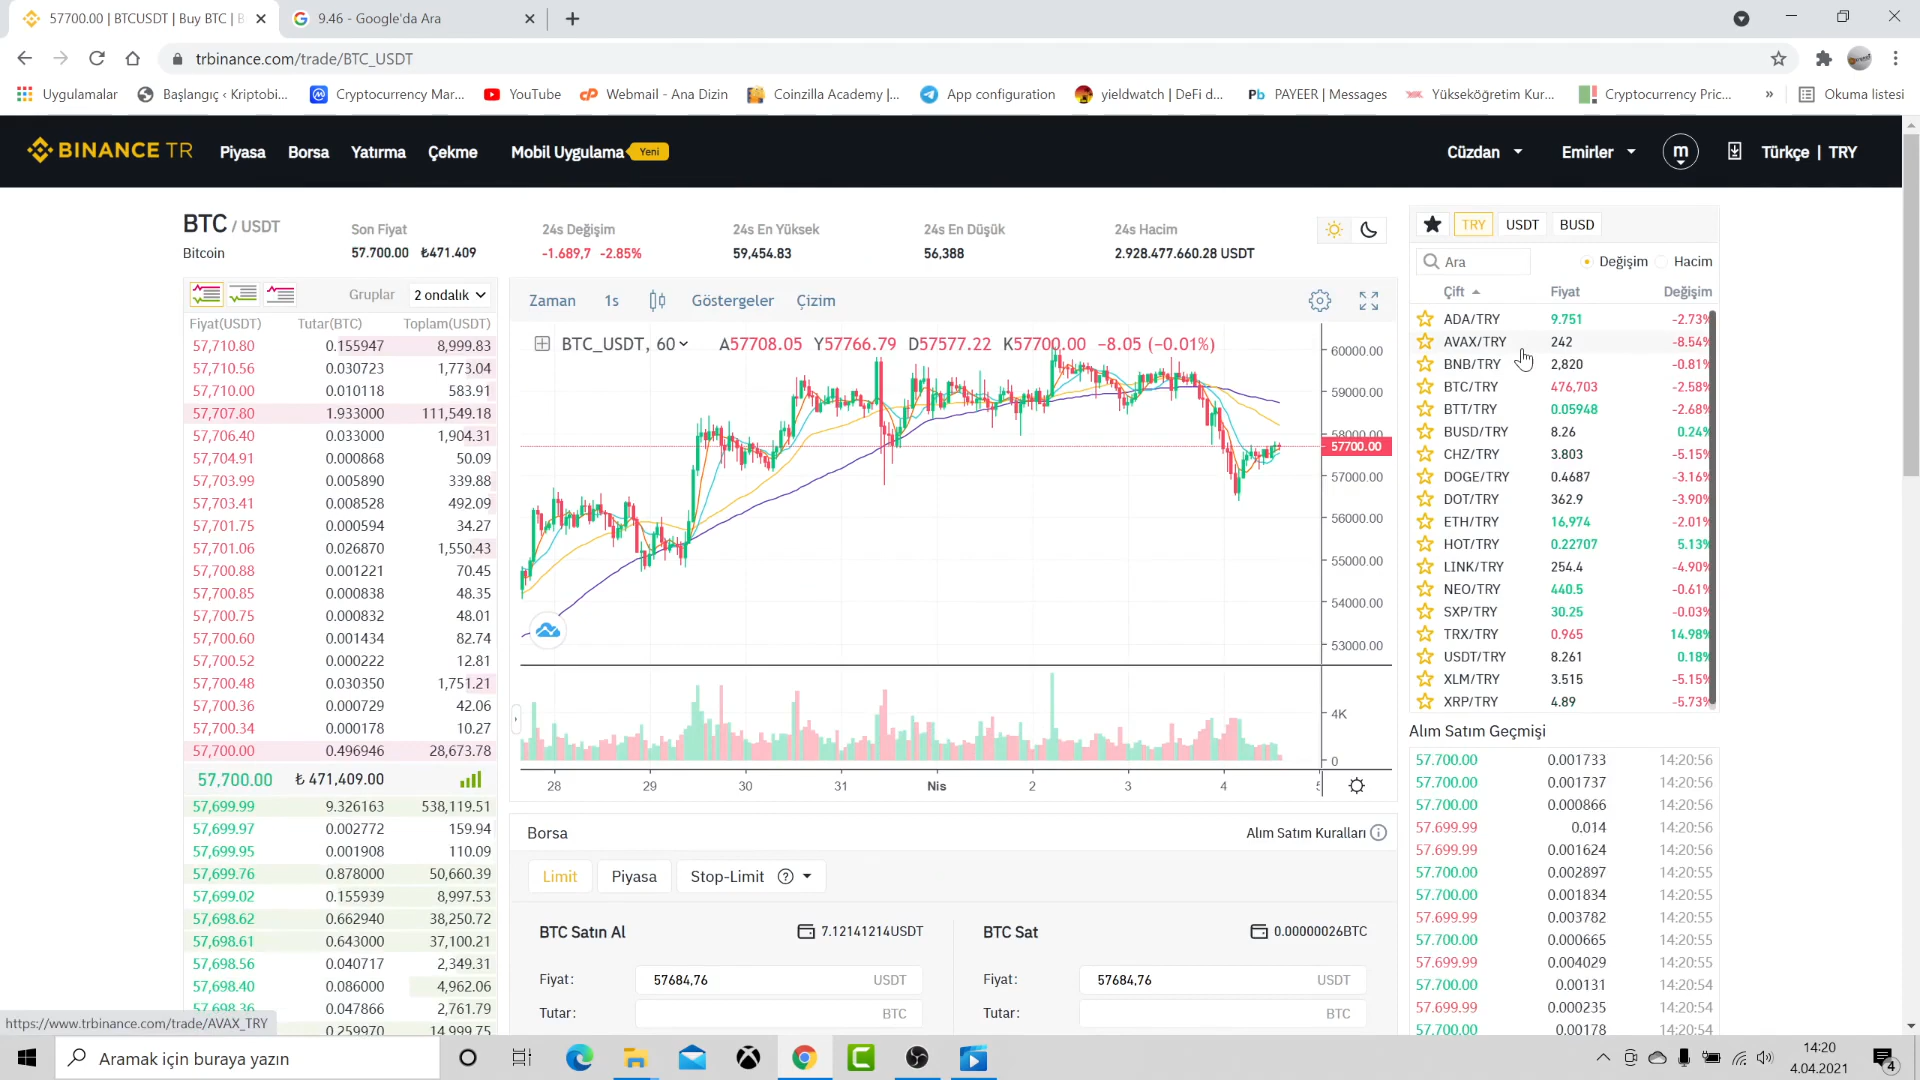 57700.00 | BTCUSDT | Buy BTC | B
9.46 - Google'da Ara
trbinance.com/trade/BTC_USDT
Uygulamalar
Başlangıç ‹ Kriptobi...
Cryptocurrency Mar...
YouTube
Webmail - Ana Dizin
Coinzilla Academy |...
App configuration
yieldwatch | DeFi d...
PAYEER | Messages
Yükseköğretim Kur...
Cryptocurrency Pric...
»
Okuma listesi
BINANCE TR
Piyasa
Borsa
Yatırma
Çekme
Mobil Uygulama
Yeni
Cüzdan
Emirler
m
Türkçe | TRY
BTC / USDT
Bitcoin
Son Fiyat
57.700.00 ₺471.409
24s Değişim
-1.689,7 -2.85%
24s En Yüksek
59,454.83
24s En Düşük
56,388
24s Hacim
2.928.477.660.28 USDT
Gruplar
2 ondalık
Fiyat(USDT) Tutar(BTC) Toplam(USDT)
57,710.80 0.155947 8,999.83
57,710.56 0.030723 1,773.04
57,710.00 0.010118 583.91
57,707.80 1.933000 111,549.18
57,706.40 0.033000 1,904.31
57,704.91 0.000868 50.09
57,703.99 0.005890 339.88
57,703.41 0.008528 492.09
57,701.75 0.000594 34.27
57,701.06 0.026870 1,550.43
57,700.88 0.001221 70.45
57,700.85 0.000838 48.35
57,700.75 0.000832 48.01
57,700.60 0.001434 82.74
57,700.52 0.000222 12.81
57,700.48 0.030350 1,751.21
57,700.36 0.000729 42.06
57,700.34 0.000178 10.27
57,700.00 0.496946 28,673.78
57,700.00 ₺ 471,409.00
57,699.99 9.326163 538,119.51
57,699.97 0.002772 159.94
57,699.95 0.001908 110.09
57,699.76 0.878000 50,660.39
57,699.02 0.155939 8,997.53
57,698.62 0.662940 38,250.72
57,698.61 0.643000 37,100.21
57,698.56 0.040717 2,349.31
57,698.40 0.086000 4,962.06
57,698.36 0.047866 2,761.79
0.259970 14,999.75
https://www.trbinance.com/trade/AVAX_TRY
Zaman
1s
Göstergeler
Çizim
BTC_USDT, 60
A57708.05 Y57766.79 D57577.22 K57700.00 −8.05 (−0.01%)
60000.00
59000.00
58000.00
57700.00
57000.00
56000.00
55000.00
54000.00
53000.00
4K
0
28 29 30 31 Nis 2 3 4
Borsa
Alım Satım Kuralları
Limit
Piyasa
Stop-Limit
BTC Satın Al
7.12141214USDT
Fiyat: 57684,76 USDT
Tutar: BTC
BTC Sat
0.00000026BTC
Fiyat: 57684,76 USDT
Tutar: BTC
TRY
USDT
BUSD
Ara
Değişim
Hacim
Çift Fiyat Değişim
ADA/TRY 9.751 -2.73%
AVAX/TRY 242 -8.54%
BNB/TRY 2,820 -0.81%
BTC/TRY 476,703 -2.58%
BTT/TRY 0.05948 -2.68%
BUSD/TRY 8.26 0.24%
CHZ/TRY 3.803 -5.15%
DOGE/TRY 0.4687 -3.16%
DOT/TRY 362.9 -3.90%
ETH/TRY 16,974 -2.01%
HOT/TRY 0.22707 5.13%
LINK/TRY 254.4 -4.90%
NEO/TRY 440.5 -0.61%
SXP/TRY 30.25 -0.03%
TRX/TRY 0.965 14.98%
USDT/TRY 8.261 0.18%
XLM/TRY 3.515 -5.15%
XRP/TRY 4.89 -5.73%
Alım Satım Geçmişi
57.700.00 0.001733 14:20:56
57.700.00 0.001737 14:20:56
57.700.00 0.000866 14:20:56
57.699.99 0.014 14:20:56
57.699.99 0.001624 14:20:56
57.700.00 0.002897 14:20:55
57.700.00 0.001834 14:20:55
57.699.99 0.003782 14:20:55
57.700.00 0.000665 14:20:55
57.699.99 0.004029 14:20:55
57.700.00 0.00131 14:20:54
57.699.99 0.000235 14:20:54
57.700.00 0.00178 14:20:54
Aramak için buraya yazın
14:20
4.04.2021
4